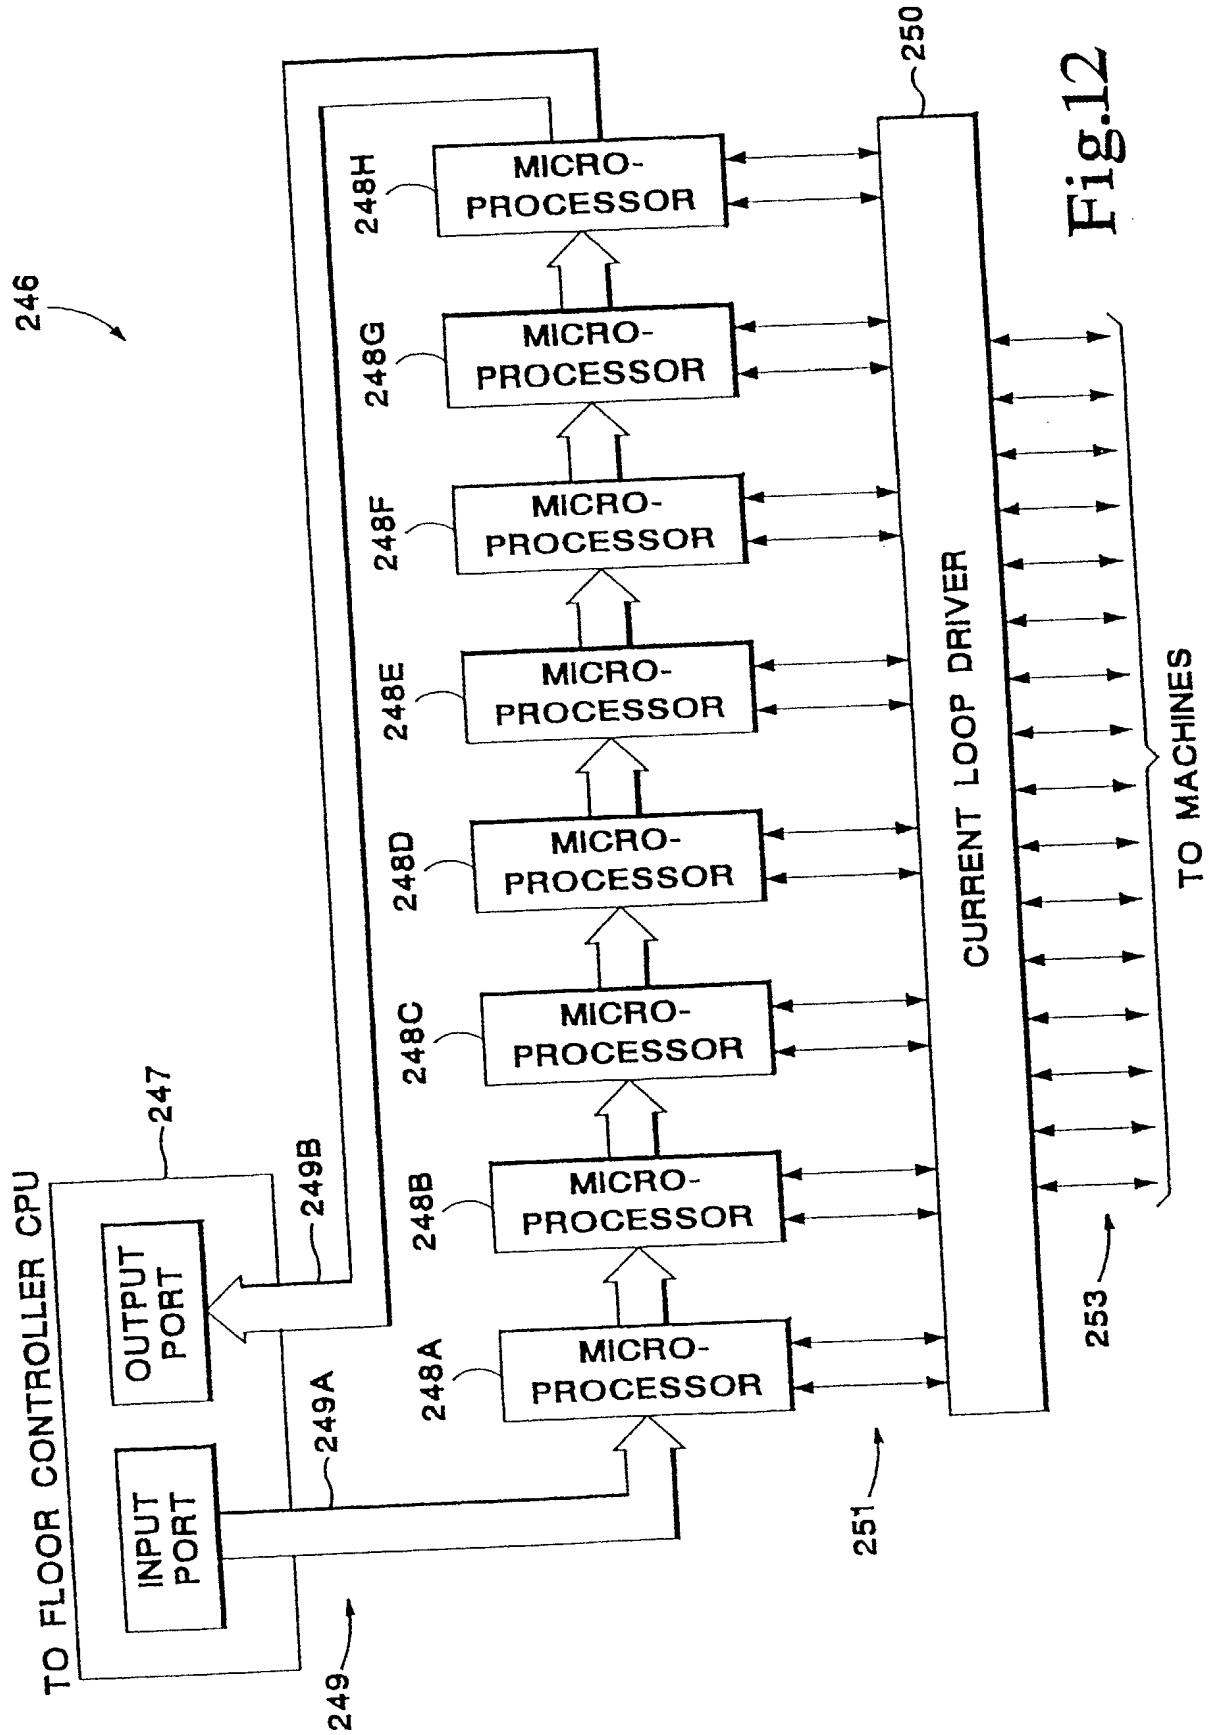 246
TO FLOOR CONTROLLER CPU
247
INPUT
PORT
OUTPUT
PORT
249
249A
249B
248A
MICRO-
PROCESSOR
248B
MICRO-
PROCESSOR
248C
MICRO-
PROCESSOR
248D
MICRO-
PROCESSOR
248E
MICRO-
PROCESSOR
248F
MICRO-
PROCESSOR
248G
MICRO-
PROCESSOR
248H
MICRO-
PROCESSOR
251
CURRENT LOOP DRIVER
250
253
TO MACHINES
Fig.12